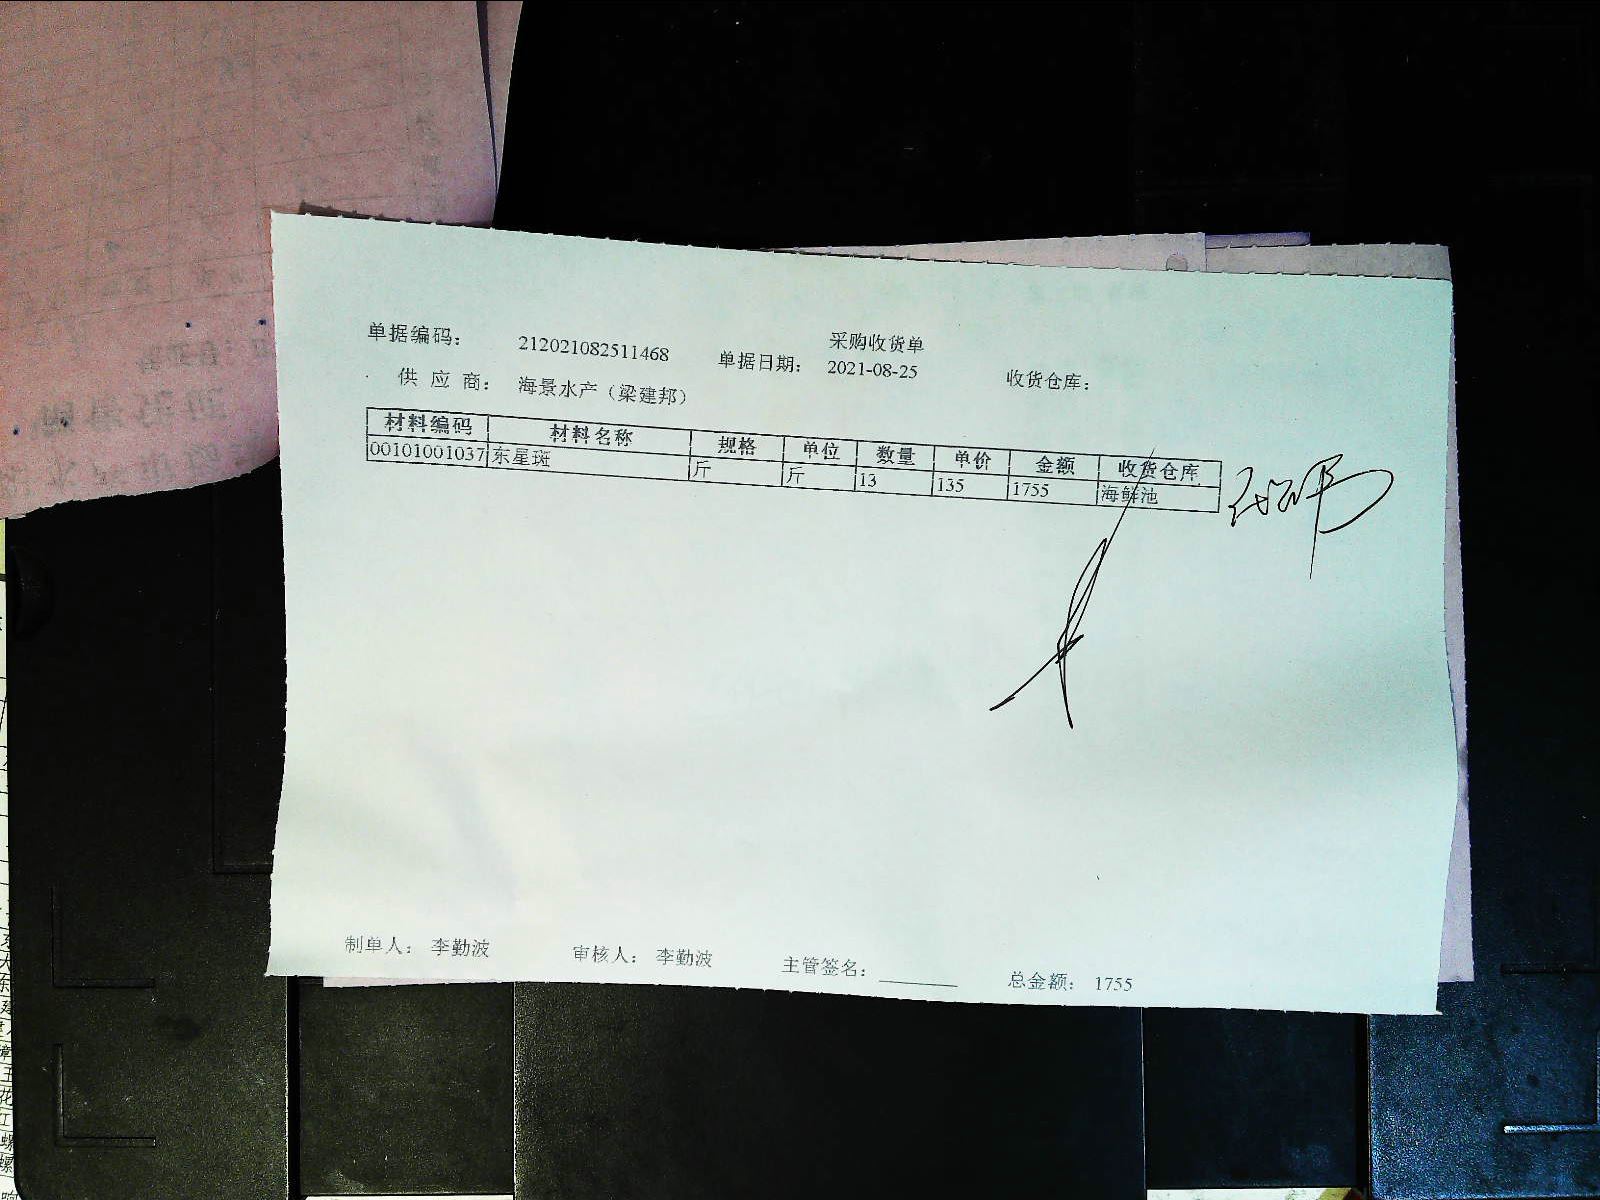 采购收货单
单据编码： 212021082511468 单据日期： 2021-08-25 收货仓库：
供 应 商： 海景水产（梁建邦）
材料编码 材料名称 规格 单位 数量 单价 金额 收货仓库
00101001037 东星斑 斤 斤 13 135 1755 海鲜池
制单人： 李勤波 审核人： 李勤波 主管签名： 总金额： 1755